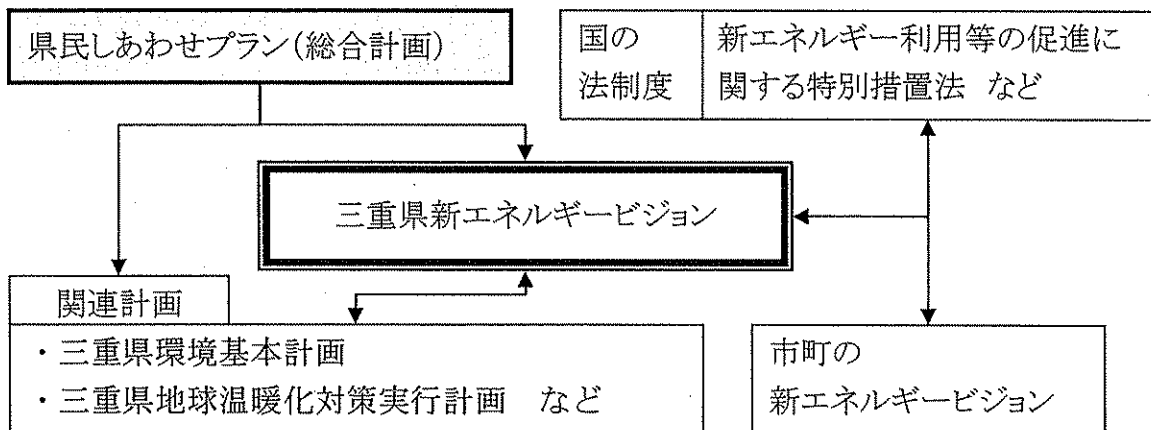 県民しあわせプラン(総合計画)
国の
法制度
新エネルギー利用等の促進に
関する特別措置法 など
三重県新エネルギービジョン
関連計画
・三重県環境基本計画
・三重県地球温暖化対策実行計画 など
市町の
新エネルギービジョン